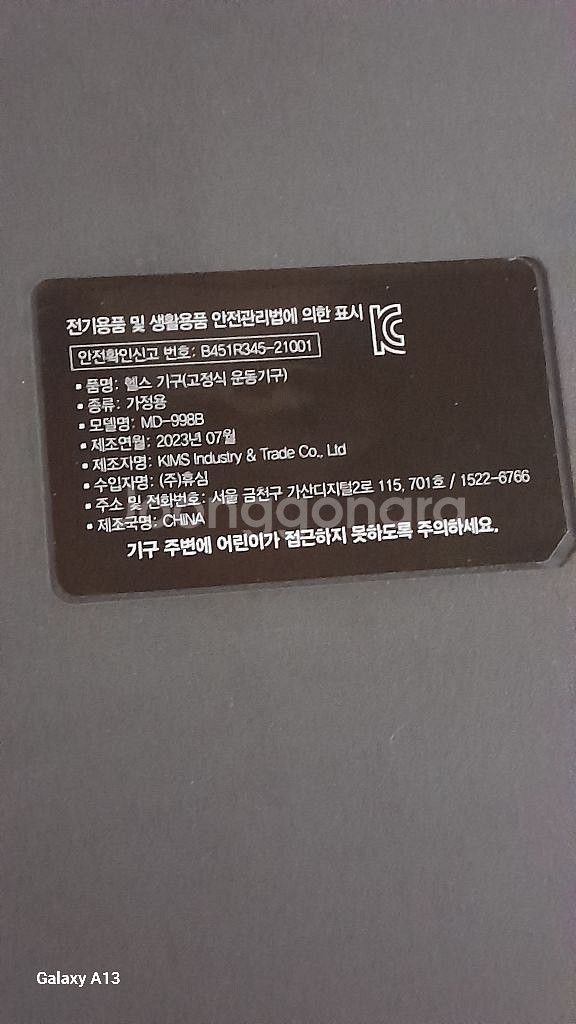 전기용품 및 생활용품 안전관리법에 의한 표시
안전확인신고 번호: B451R345-21001
▪ 품명: 헬스 기구(고정식 운동기구)
▪ 종류: 가정용
▪ 모델명: MD-998B
▪ 제조연월: 2023년 07월
▪ 제조자명: KIMS Industry & Trade Co., Ltd
▪ 수입자명: (주)휴심
▪ 주소 및 전화번호: 서울 금천구 가산디지털2로 115, 701호 / 1522-6766
▪ 제조국명: CHINA
기구 주변에 어린이가 접근하지 못하도록 주의하세요.
Galaxy A13